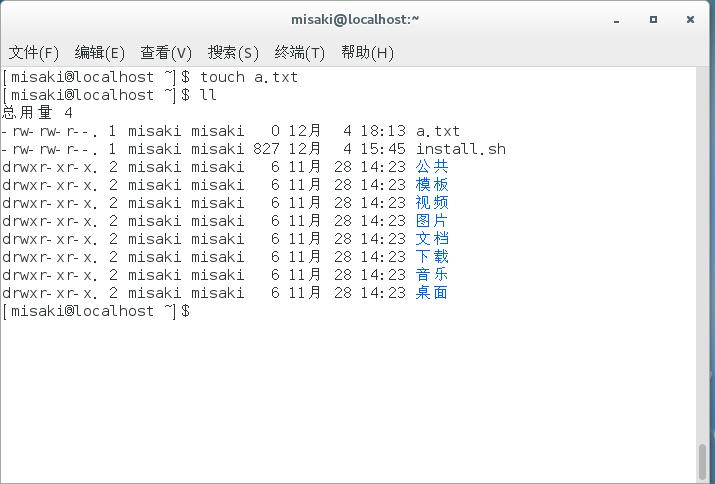 misaki@localhost:~
文件(F) 编辑(E) 查看(V) 搜索(S) 终端(T) 帮助(H)
[misaki@localhost ~]$ touch a.txt
[misaki@localhost ~]$ ll
总用量 4
-rw-rw-r--. 1 misaki misaki   0 12月  4 18:13 a.txt
-rw-rw-r--. 1 misaki misaki 827 12月  4 15:45 install.sh
drwxr-xr-x. 2 misaki misaki   6 11月 28 14:23 公共
drwxr-xr-x. 2 misaki misaki   6 11月 28 14:23 模板
drwxr-xr-x. 2 misaki misaki   6 11月 28 14:23 视频
drwxr-xr-x. 2 misaki misaki   6 11月 28 14:23 图片
drwxr-xr-x. 2 misaki misaki   6 11月 28 14:23 文档
drwxr-xr-x. 2 misaki misaki   6 11月 28 14:23 下载
drwxr-xr-x. 2 misaki misaki   6 11月 28 14:23 音乐
drwxr-xr-x. 2 misaki misaki   6 11月 28 14:23 桌面
[misaki@localhost ~]$